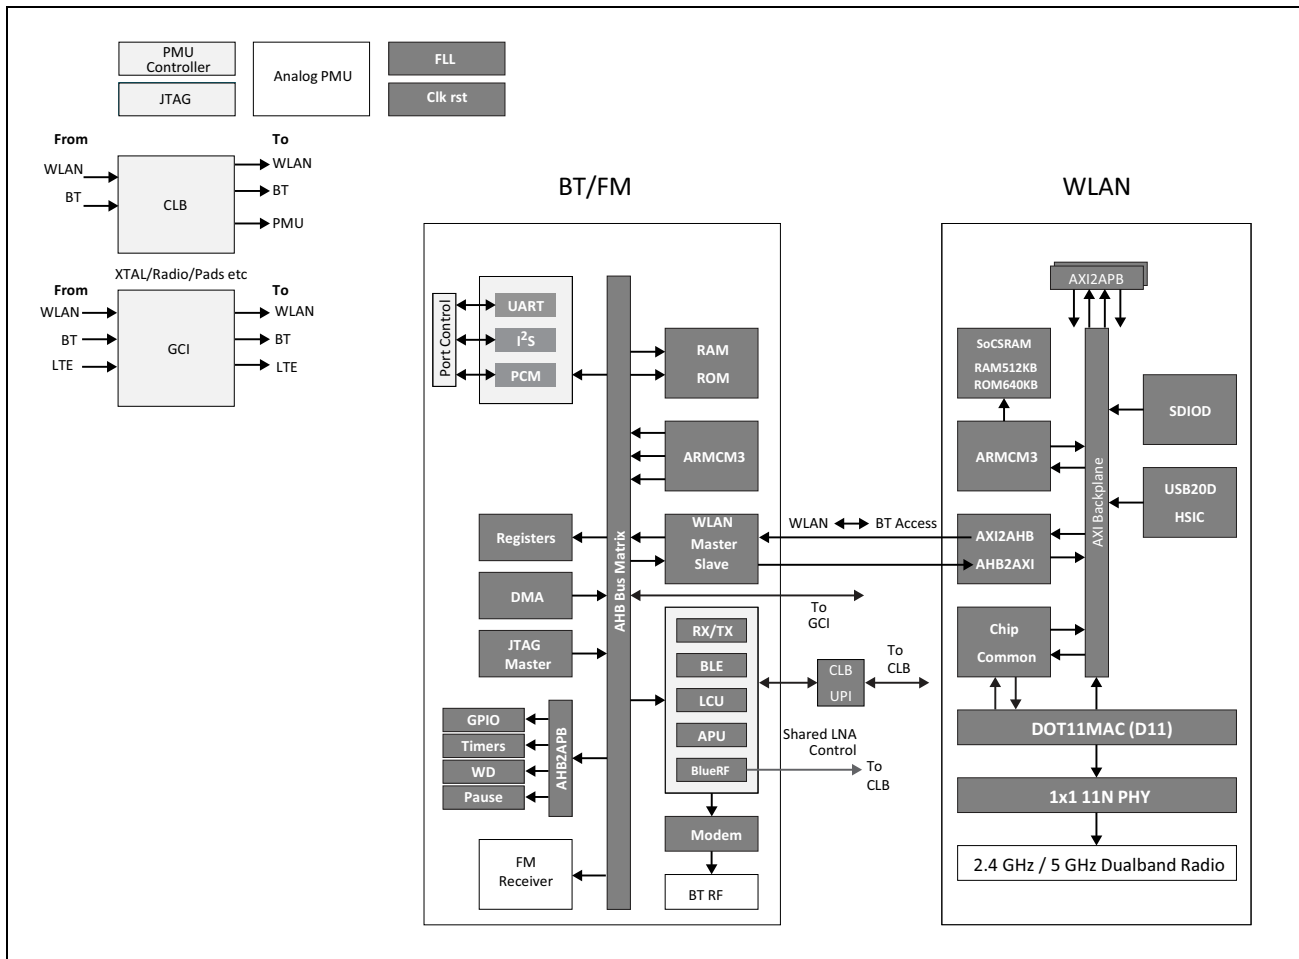 PMU
Controller
JTAG
Analog PMU
FLL
Clk rst
From
To
WLAN
BT
CLB
WLAN
BT
PMU
XTAL/Radio/Pads etc
From
To
WLAN
BT
LTE
GCI
WLAN
BT
LTE
BT/FM
Port Control
UART
I²S
PCM
AHB Bus Matrix
RAM
ROM
ARMCM3
Registers
DMA
JTAG
Master
WLAN
Master
Slave
WLAN
BT Access
To
GCI
RX/TX
BLE
LCU
APU
BlueRF
CLB
UPI
To
CLB
Shared LNA
Control
To
CLB
GPIO
Timers
WD
Pause
AHB2APB
Modem
FM
Receiver
BT RF
WLAN
AXI2APB
SoCSRAM
RAM512KB
ROM640KB
ARMCM3
AXI Backplane
SDIOD
USB20D
HSIC
AXI2AHB
AHB2AXI
Chip
Common
DOT11MAC (D11)
1x1 11N PHY
2.4 GHz / 5 GHz Dualband Radio